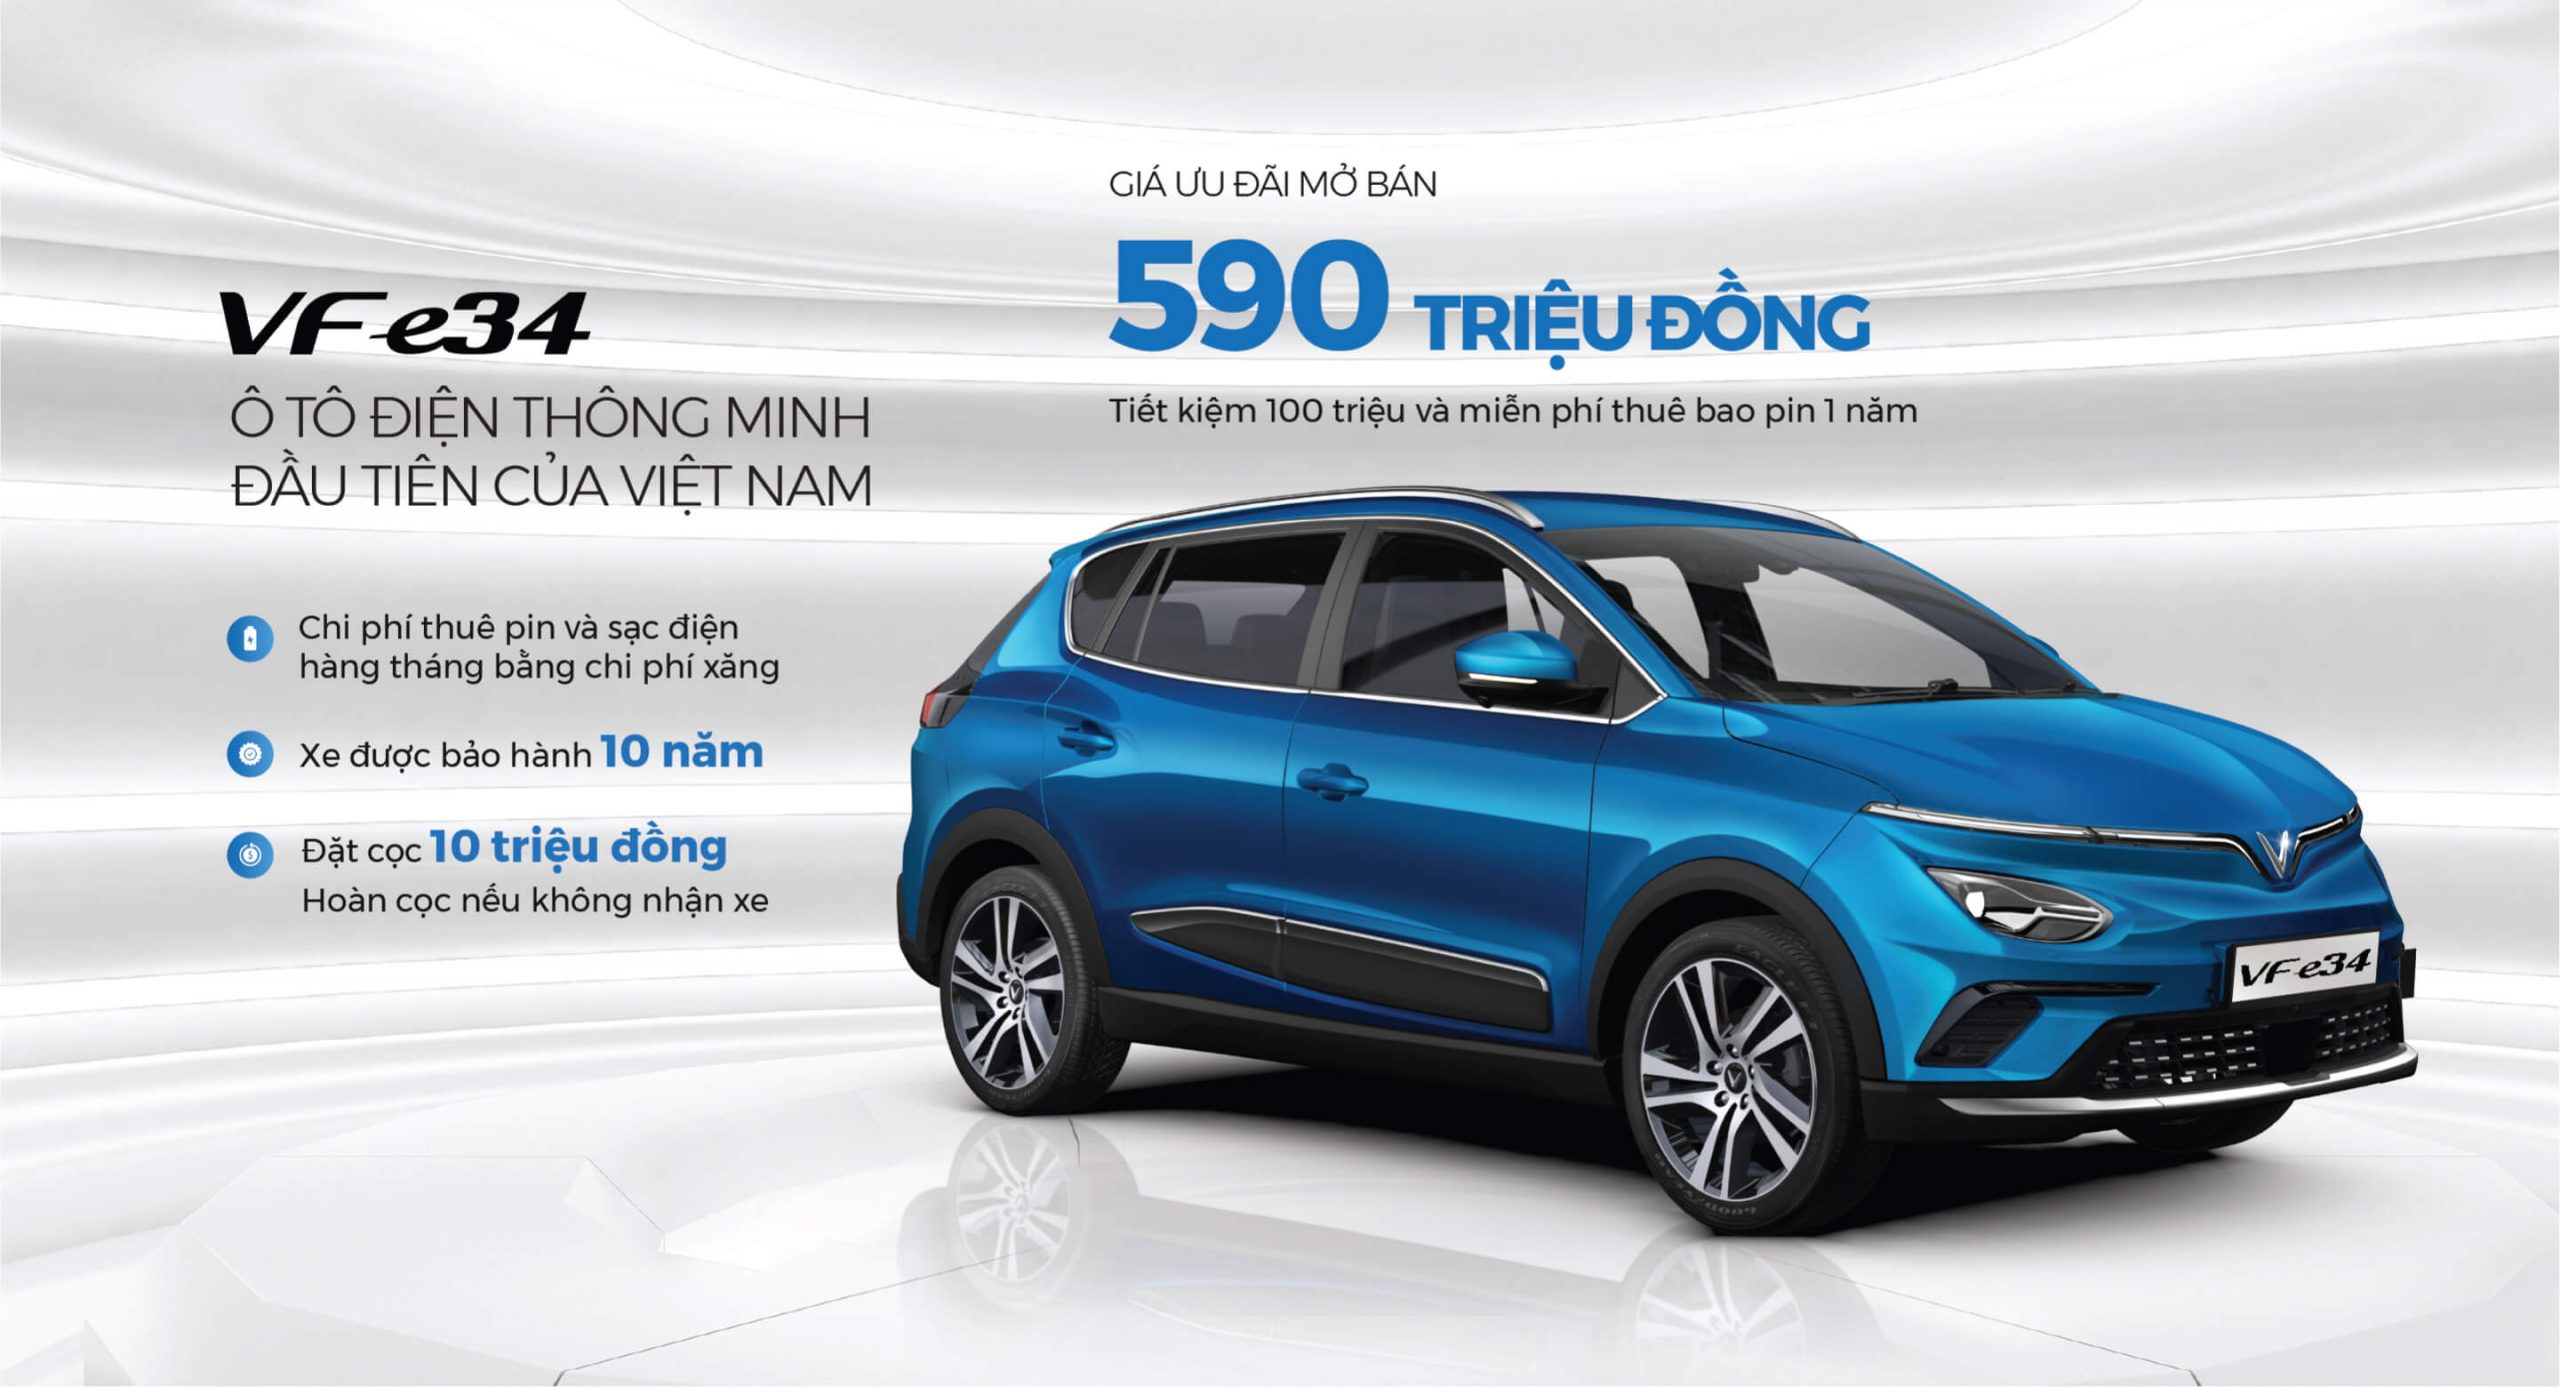 VF e34
Ô TÔ ĐIỆN THÔNG MINH
ĐẦU TIÊN CỦA VIỆT NAM
Chi phí thuê pin và sạc điện
hàng tháng bằng chi phí xăng
Xe được bảo hành 10 năm
Đặt cọc 10 triệu đồng
Hoàn cọc nếu không nhận xe
GIÁ ƯU ĐÃI MỞ BÁN
590 TRIỆU ĐỒNG
Tiết kiệm 100 triệu và miễn phí thuê bao pin 1 năm
VF e34